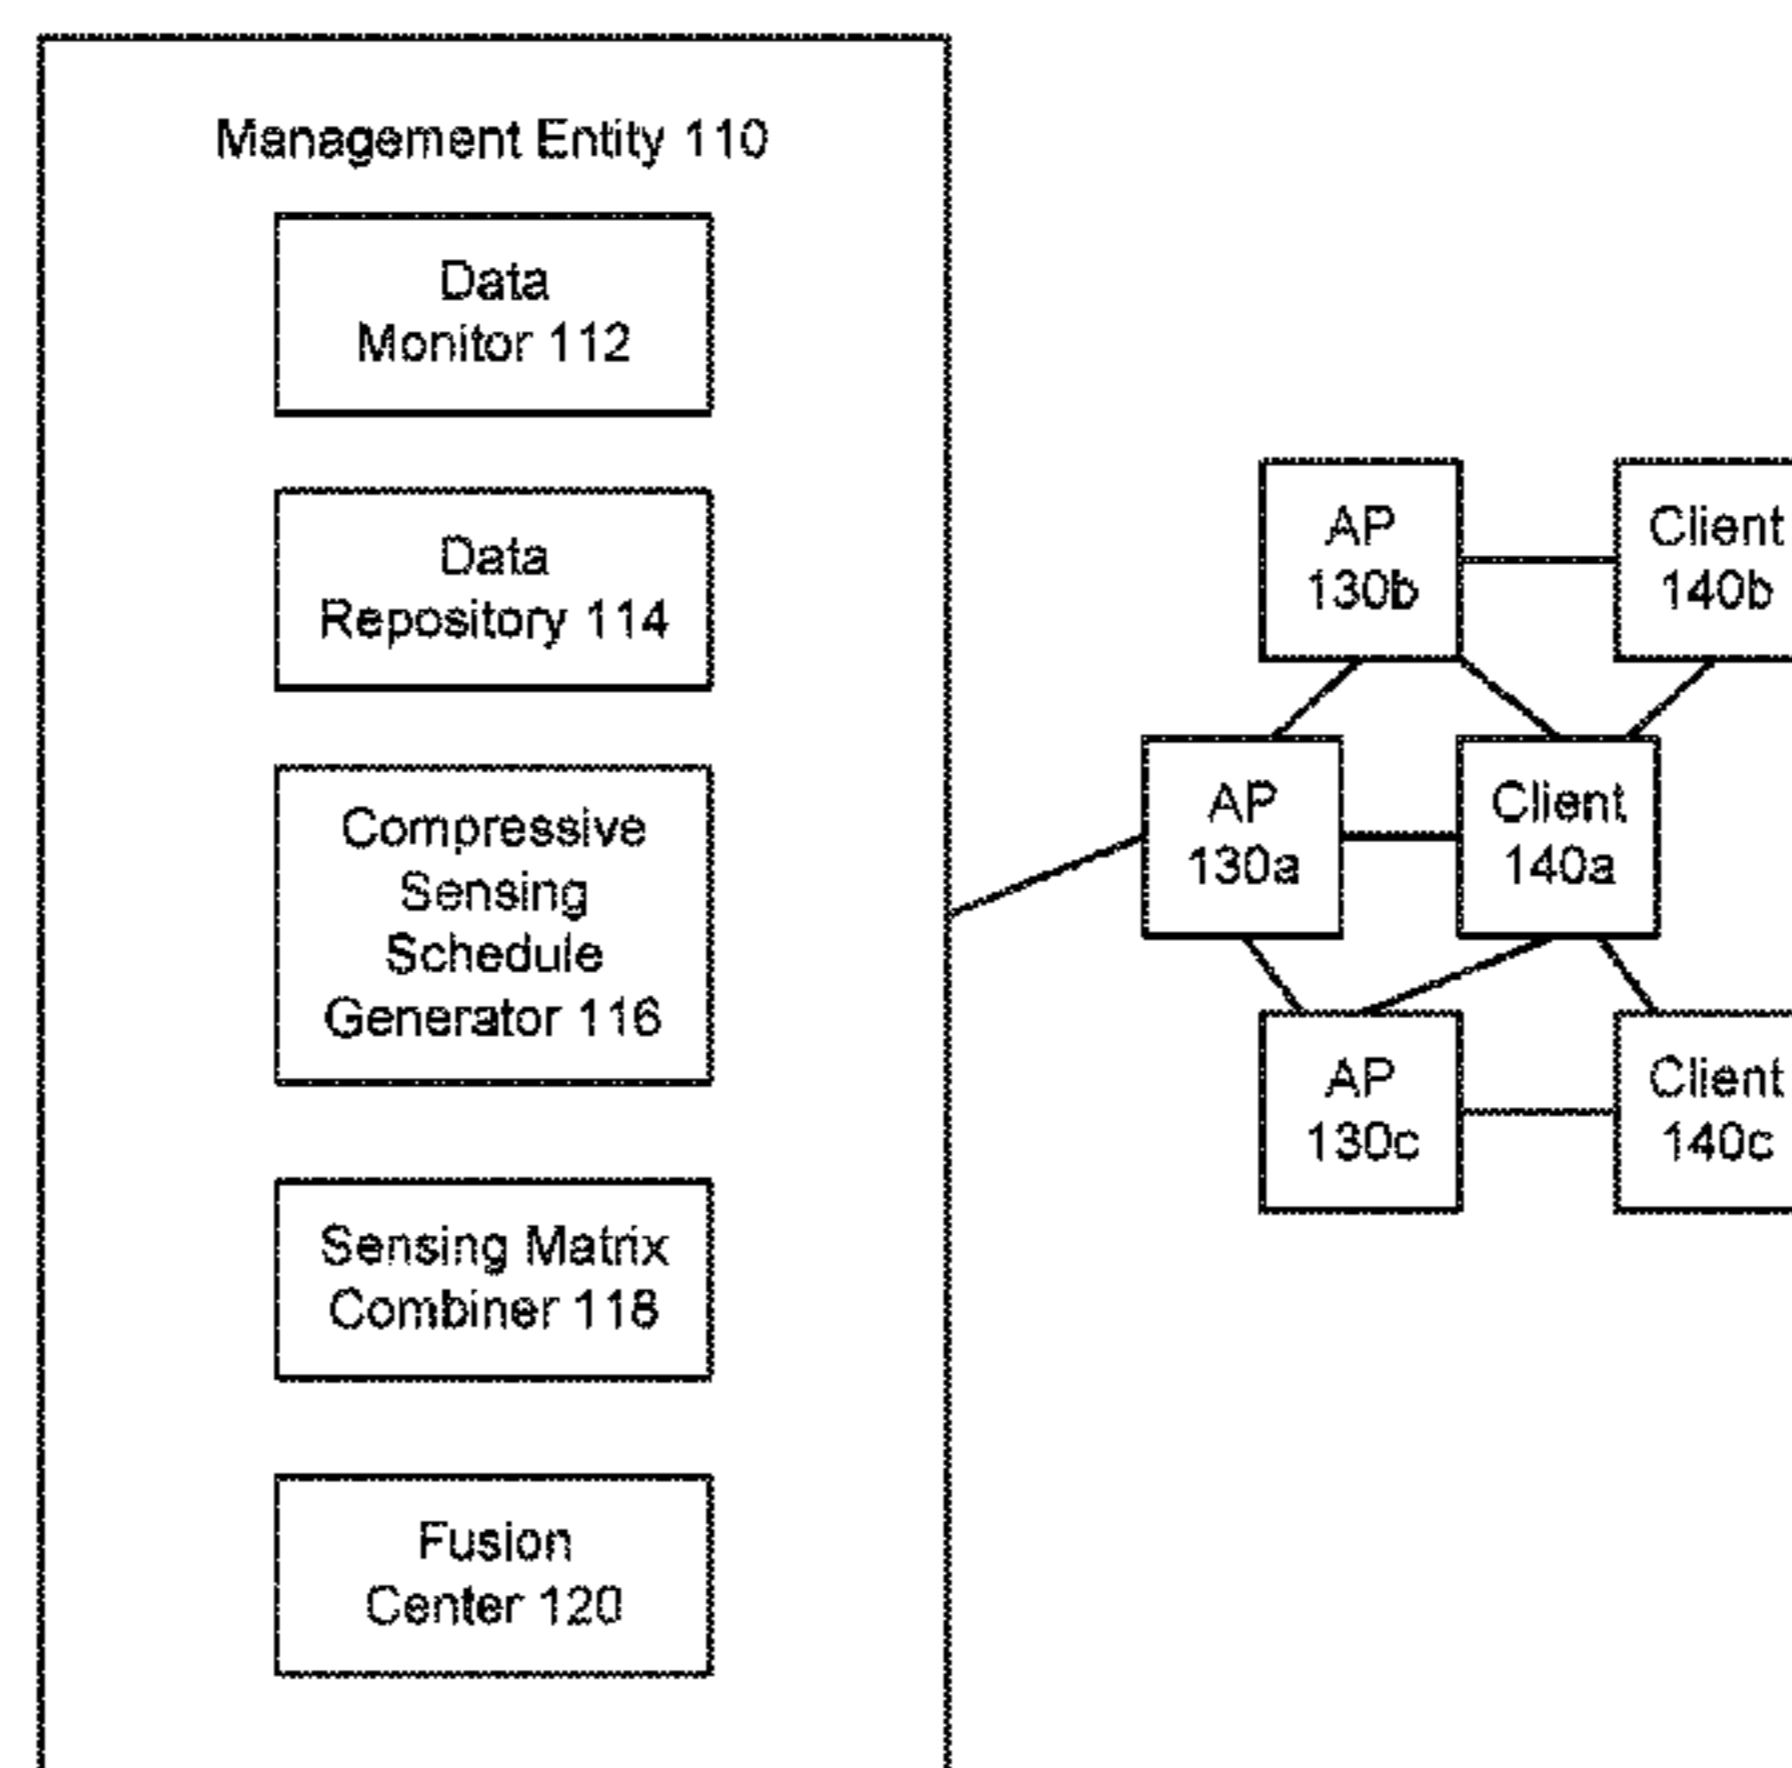 Management Entity 110
Data
Monitor 112
Data
Repository 114
Compressive
Sensing
Schedule
Generator 116
Sensing Matrix
Combiner 118
Fusion
Center 120
AP
130b
Client
140b
AP
130a
Client
140a
AP
130c
Client
140c